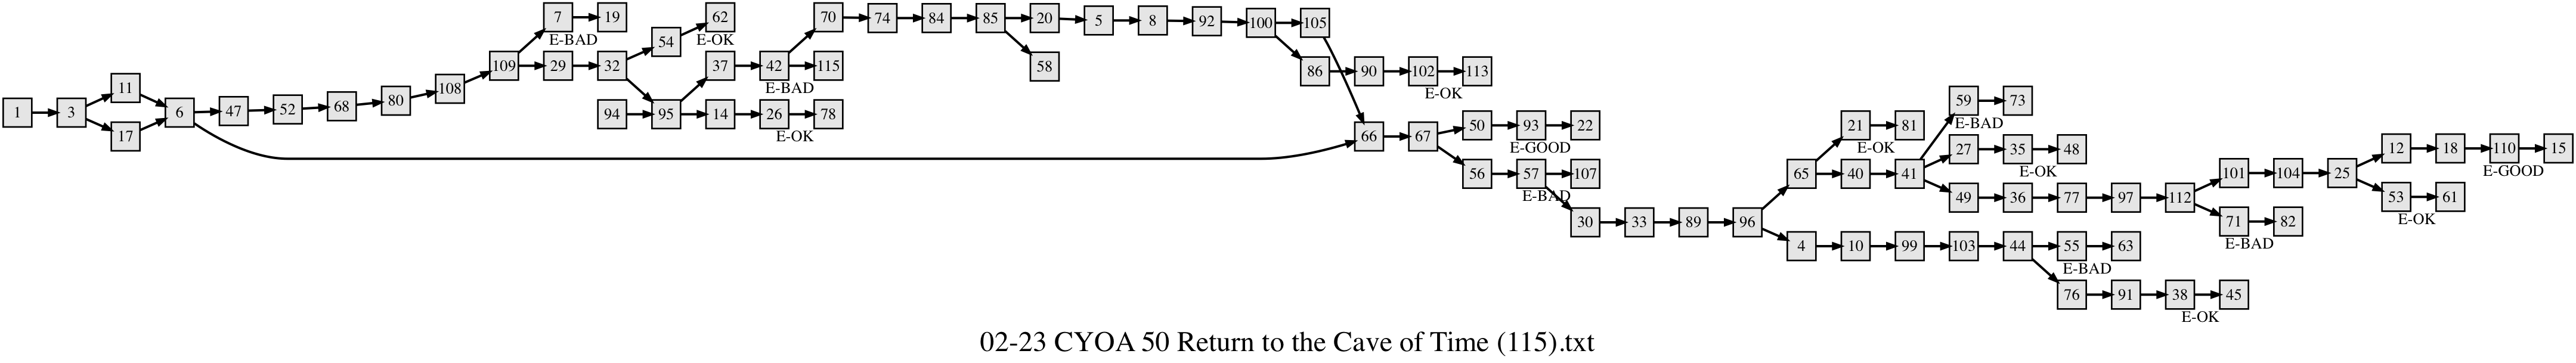 7 19 62 70 74 84 85 20 5 8 92 100 105
E-BAD 54 E-OK
109 29 32 37 42 115 58 86 90 102 113
E-BAD E-OK
11 108 80 59 73
1 3 6 47 52 68 94 95 14 26 78 21 81 E-BAD
17 E-OK 66 67 50 93 22 E-OK 27 35 48 12 18 110 15
E-GOOD E-OK E-GOOD
56 57 107 65 40 41 101 104 25
E-BAD 49 36 77 97 112 53 61
30 33 89 96 71 82 E-OK
4 10 99 103 44 55 63 E-BAD
E-BAD
76 91 38 45
E-OK
02-23 CYOA 50 Return to the Cave of Time (115).txt